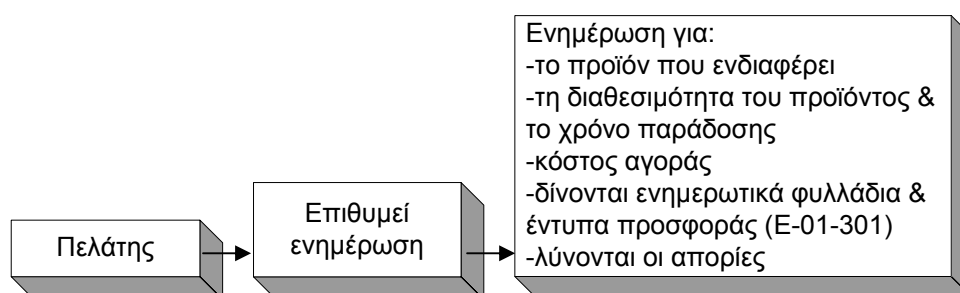 Πελάτης
Επιθυμεί
ενημέρωση
Ενημέρωση για:
-το προϊόν που ενδιαφέρει
-τη διαθεσιμότητα του προϊόντος &
το χρόνο παράδοσης
-κόστος αγοράς
-δίνονται ενημερωτικά φυλλάδια &
έντυπα προσφοράς (Ε-01-301)
-λύνονται οι απορίες